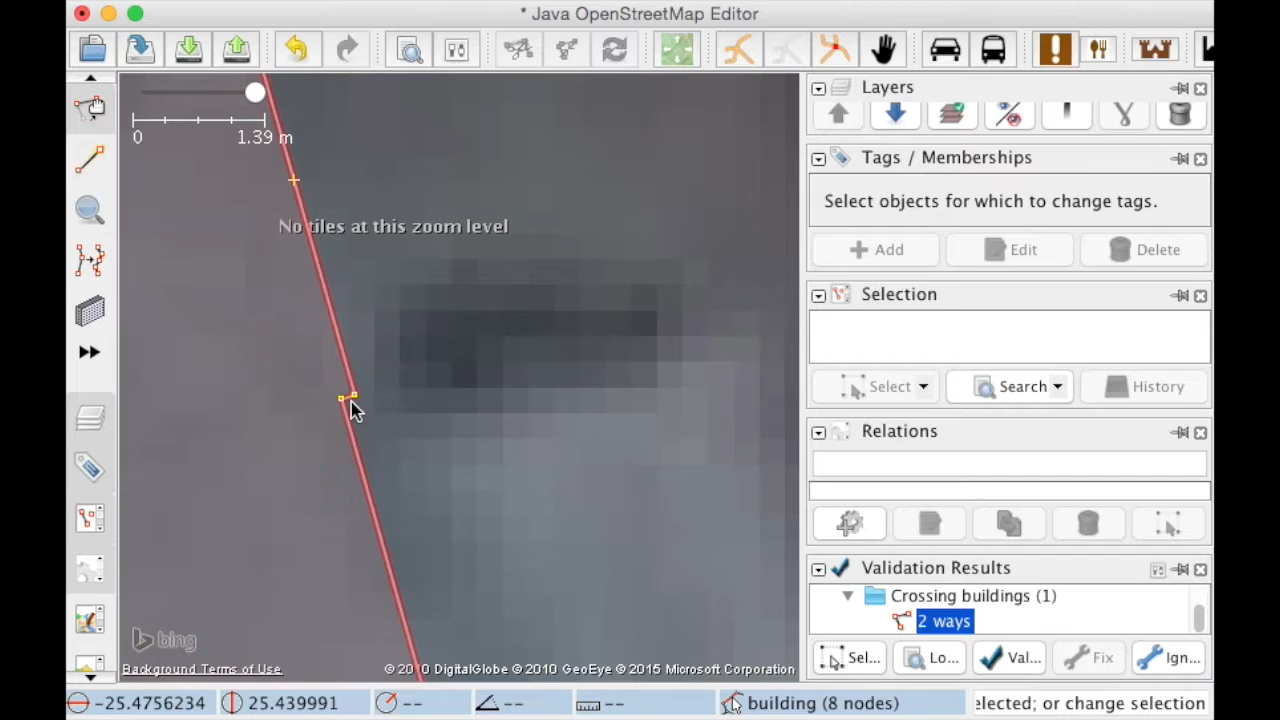 * Java OpenStreetMap Editor
0 1.39 m
No tiles at this zoom level
bing
Background Terms of Use
© 2010 DigitalGlobe © 2010 GeoEye © 2015 Microsoft Corporation
Layers
Tags / Memberships
Select objects for which to change tags.
Add Edit Delete
Selection
Select Search History
Relations
Validation Results
Crossing buildings (1)
2 ways
Sel... Lo... Val... Fix Ign...
-25.4756234 25.439991 -- -- -- building (8 nodes) elected; or change selection